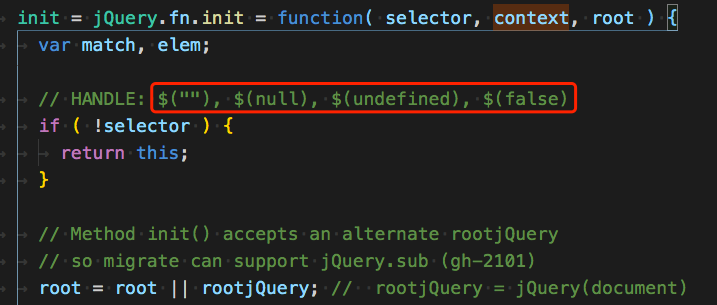 init = jQuery.fn.init = function( selector, context, root ) {
var match, elem;
// HANDLE: $(""), $(null), $(undefined), $(false)
if ( !selector ) {
return this;
}
// Method init() accepts an alternate rootjQuery
// so migrate can support jQuery.sub (gh-2101)
root = root || rootjQuery; //  rootjQuery = jQuery(document)